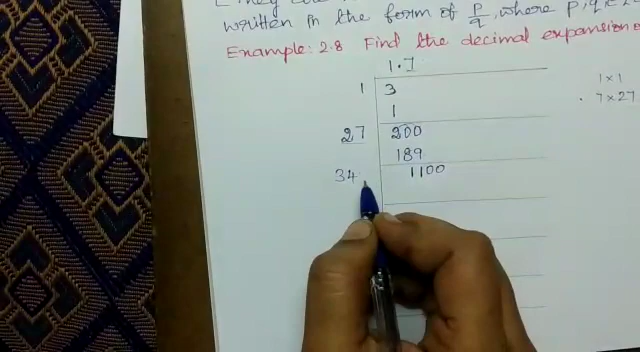 written in the form of p/q, where p, q
Example: 2.8 Find the decimal expansion o
1.7
1 3
1
27 200
189
34 1100
1 x 1
7 x 27